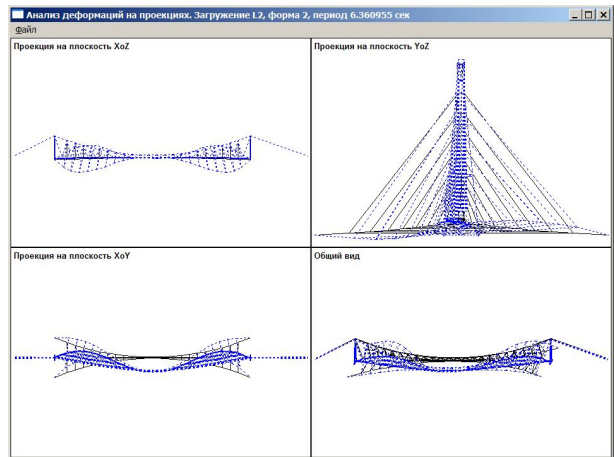 Анализ деформаций на проекциях. Загружение L2, форма 2, период 6.360955 сек
Файл
Проекция на плоскость XoZ
Проекция на плоскость YoZ
Проекция на плоскость XoY
Общий вид